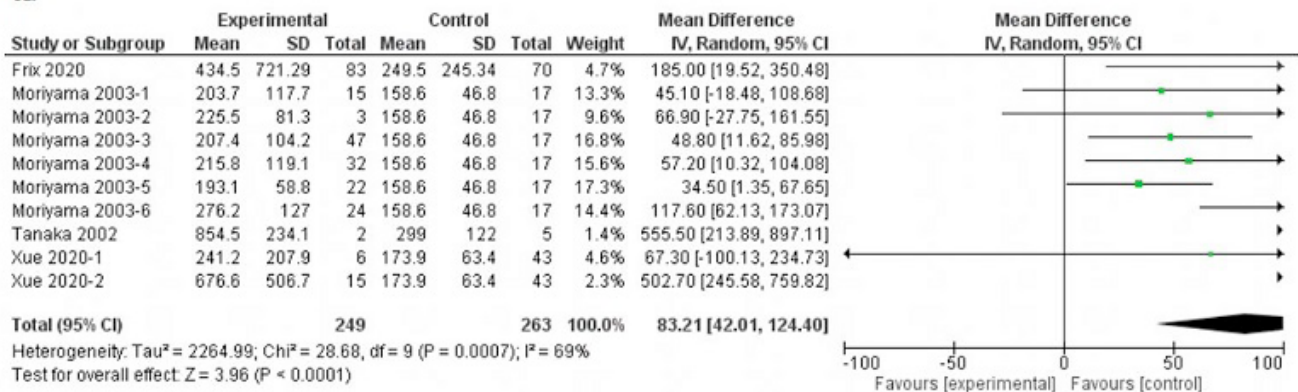 Experimental Control Mean Difference Mean Difference
Study or Subgroup Mean SD Total Mean SD Total Weight IV, Random, 95% CI IV, Random, 95% CI
Frix 2020 434.5 721.29 83 249.5 245.34 70 4.7% 185.00 [19.52, 350.48]
Moriyama 2003-1 203.7 117.7 15 158.6 46.8 17 13.3% 45.10 [-18.48, 108.68]
Moriyama 2003-2 225.5 81.3 3 158.6 46.8 17 9.6% 66.90 [-27.75, 161.55]
Moriyama 2003-3 207.4 104.2 47 158.6 46.8 17 16.8% 48.80 [11.62, 85.98]
Moriyama 2003-4 215.8 119.1 32 158.6 46.8 17 15.6% 57.20 [10.32, 104.08]
Moriyama 2003-5 193.1 58.8 22 158.6 46.8 17 17.3% 34.50 [1.35, 67.65]
Moriyama 2003-6 276.2 127 24 158.6 46.8 17 14.4% 117.60 [62.13, 173.07]
Tanaka 2002 854.5 234.1 2 299 122 5 1.4% 555.50 [213.89, 897.11]
Xue 2020-1 241.2 207.9 6 173.9 63.4 43 4.6% 67.30 [-100.13, 234.73]
Xue 2020-2 676.6 506.7 15 173.9 63.4 43 2.3% 502.70 [245.58, 759.82]
Total (95% CI) 249 263 100.0% 83.21 [42.01, 124.40]
Heterogeneity: Tau² = 2264.99; Chi² = 28.68, df = 9 (P = 0.0007); I² = 69%
Test for overall effect: Z = 3.96 (P < 0.0001)
-100 -50 0 50 100
Favours [experimental] Favours [control]